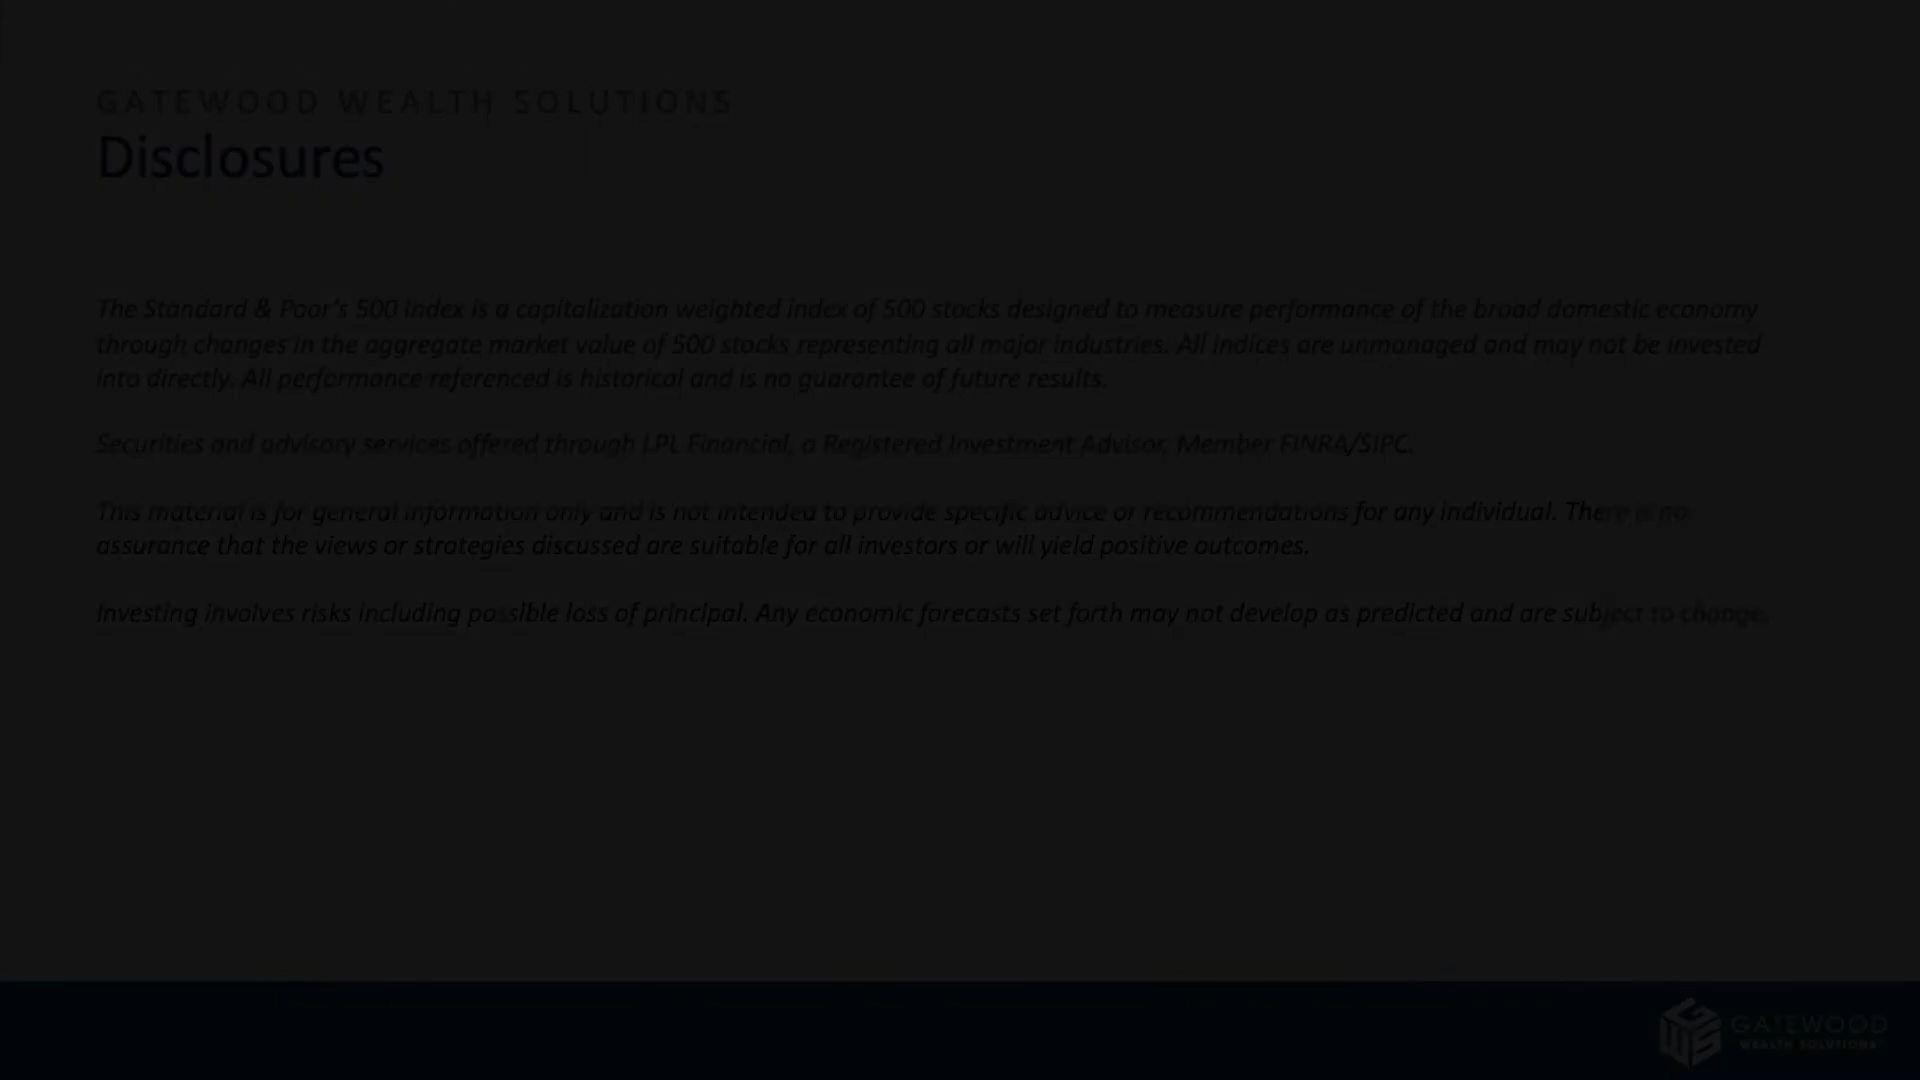 GATEWOOD WEALTH SOLUTIONS
Disclosures
The Standard & Poor's 500 Index is a capitalization weighted index of 500 stocks designed to measure performance of the broad domestic economy
through changes in the aggregate market value of 500 stocks representing all major industries. All indices are unmanaged and may not be invested
into directly. All performance referenced is historical and is no guarantee of future results.
Securities and advisory services offered through LPL Financial, a Registered Investment Advisor, Member FINRA/SIPC.
This material is for general information only and is not intended to provide specific advice or recommendations for any individual. There is no
assurance that the views or strategies discussed are suitable for all investors or will yield positive outcomes.
Investing involves risks including possible loss of principal. Any economic forecasts set forth may not develop as predicted and are subject to change.
GATEWOOD
WEALTH SOLUTIONS